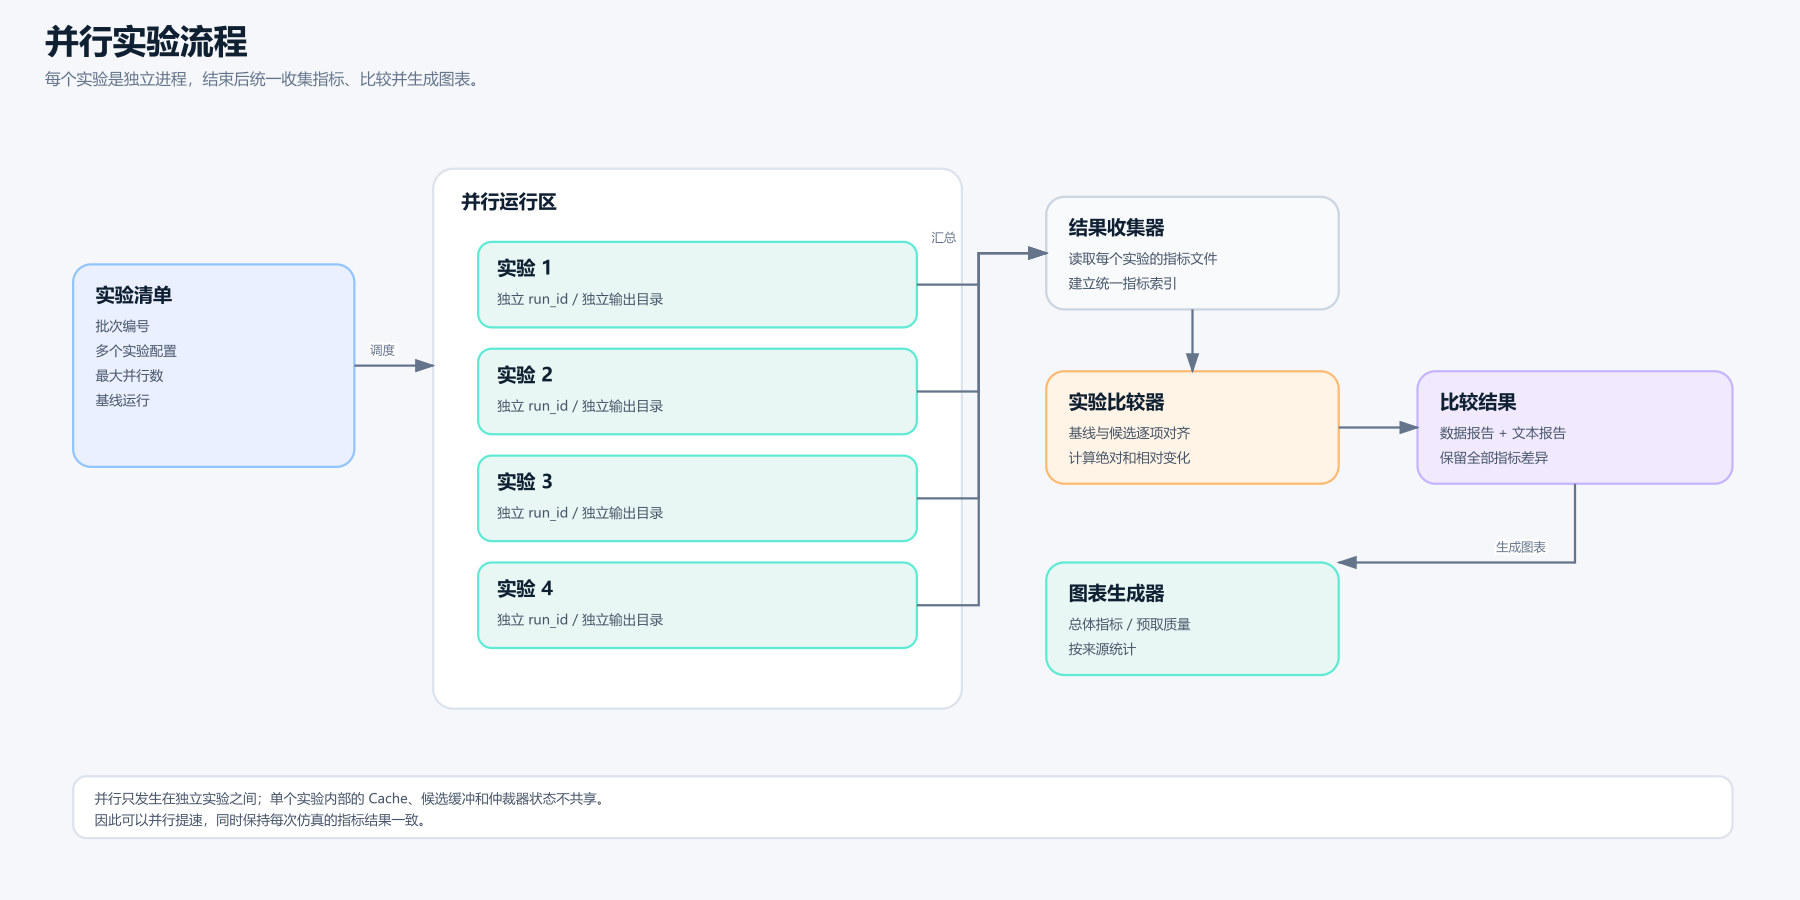 并行实验流程
每个实验是独立进程，结束后统一收集指标、比较并生成图表。
实验清单
批次编号
多个实验配置
最大并行数
基线运行
调度
并行运行区
实验 1
独立 run_id / 独立输出目录
实验 2
独立 run_id / 独立输出目录
实验 3
独立 run_id / 独立输出目录
实验 4
独立 run_id / 独立输出目录
汇总
结果收集器
读取每个实验的指标文件
建立统一指标索引
实验比较器
基线与候选逐项对齐
计算绝对和相对变化
比较结果
数据报告 + 文本报告
保留全部指标差异
生成图表
图表生成器
总体指标 / 预取质量
按来源统计
并行只发生在独立实验之间；单个实验内部的 Cache、候选缓冲和仲裁器状态不共享。
因此可以并行提速，同时保持每次仿真的指标结果一致。